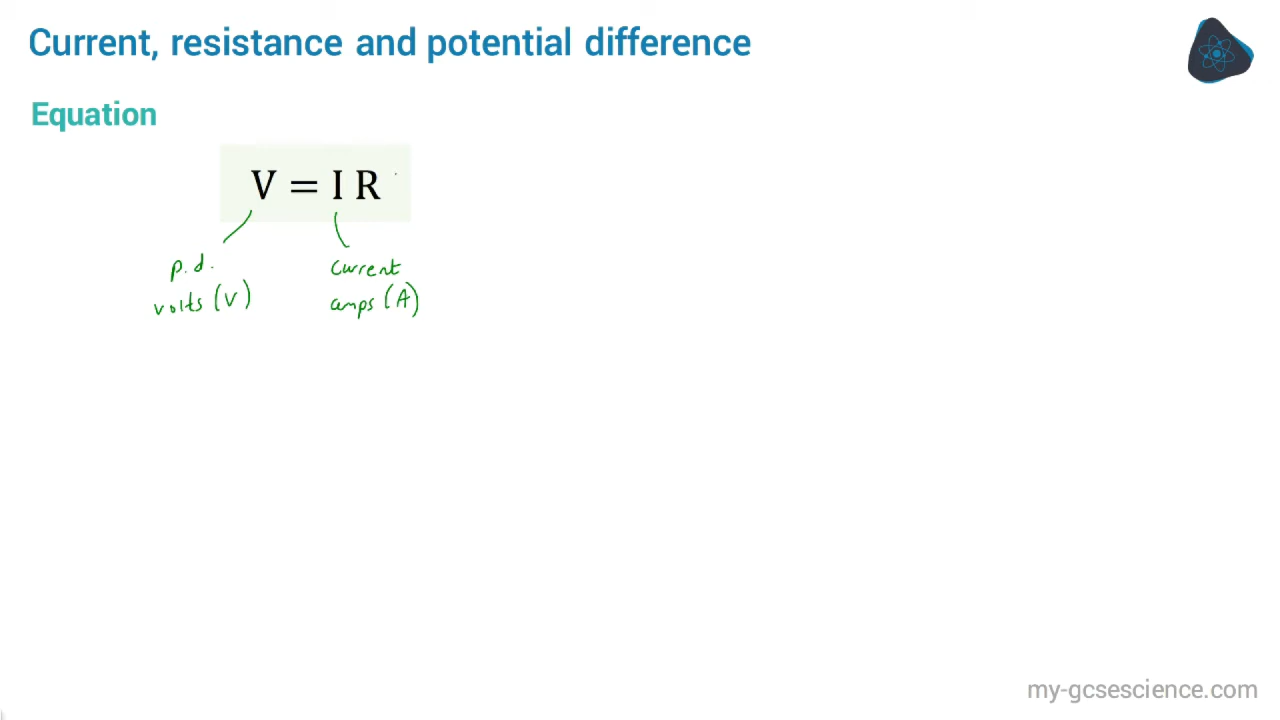 Current, resistance and potential difference
Equation
V = I R
p.d. current
volts (V) amps (A)
my-gcsescience.com